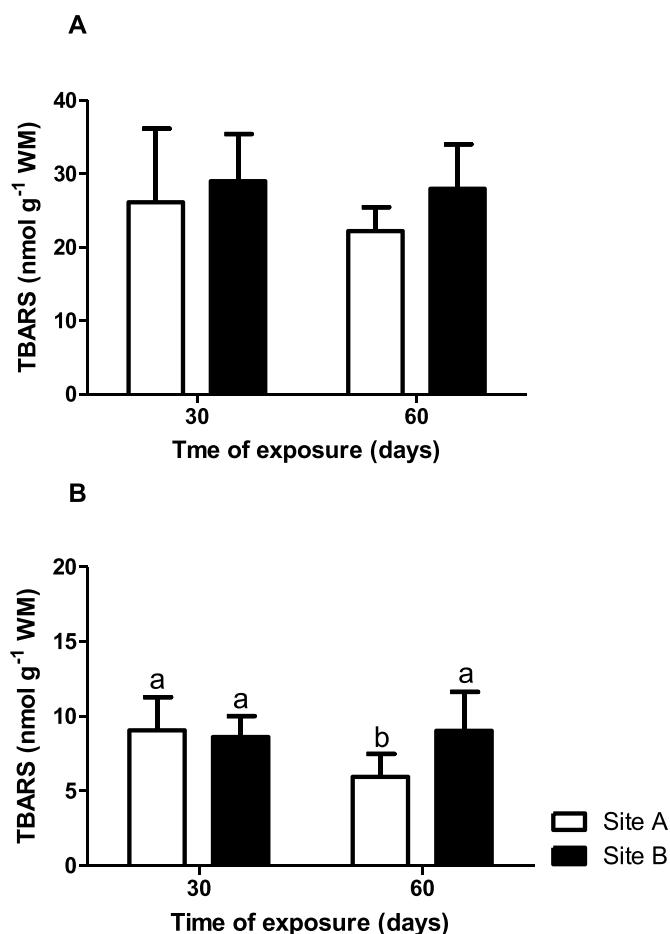 A
TBARS (nmol g⁻¹ WM)
40
30
20
10
0
30 60
Tme of exposure (days)
B
TBARS (nmol g⁻¹ WM)
20
15
10
5
0
a a b a
30 60
Time of exposure (days)
Site A
Site B